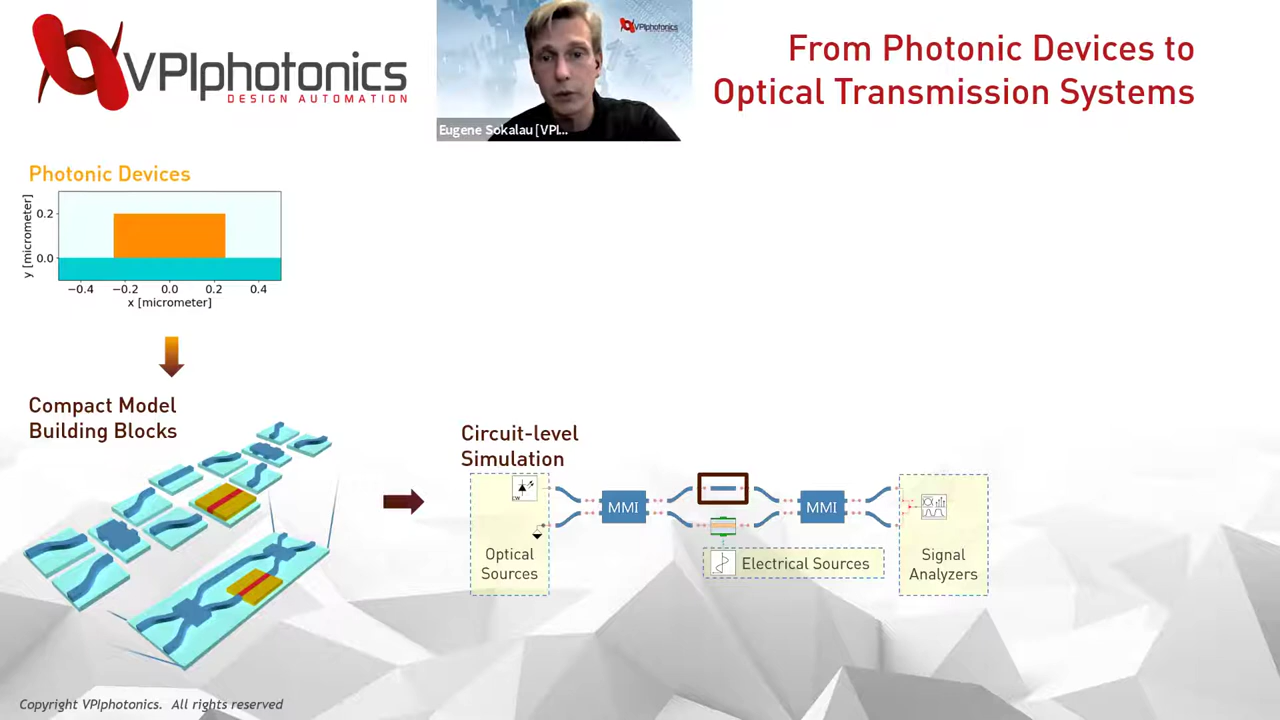 VPIphotonics
DESIGN AUTOMATION
VPIphotonics
Eugene Sokalau [VPI...
From Photonic Devices to
Optical Transmission Systems
Photonic Devices
y [micrometer]
0.2
0.0
−0.4 −0.2 0.0 0.2 0.4
x [micrometer]
Compact Model
Building Blocks
Circuit-level
Simulation
CW
MMI
MMI
Optical
Sources
Electrical Sources
Signal
Analyzers
Copyright VPIphotonics. All rights reserved